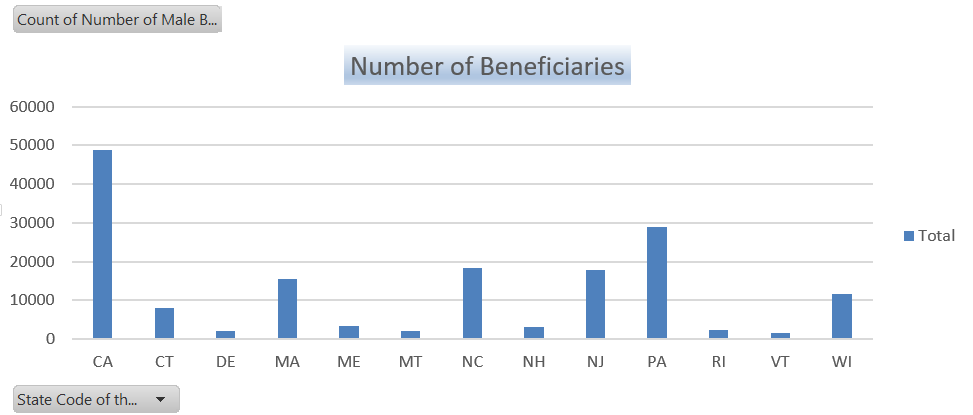 Count of Number of Male B...
Number of Beneficiaries
60000
50000
40000
30000
20000
10000
0
CA CT DE MA ME MT NC NH NJ PA RI VT WI
Total
State Code of th...